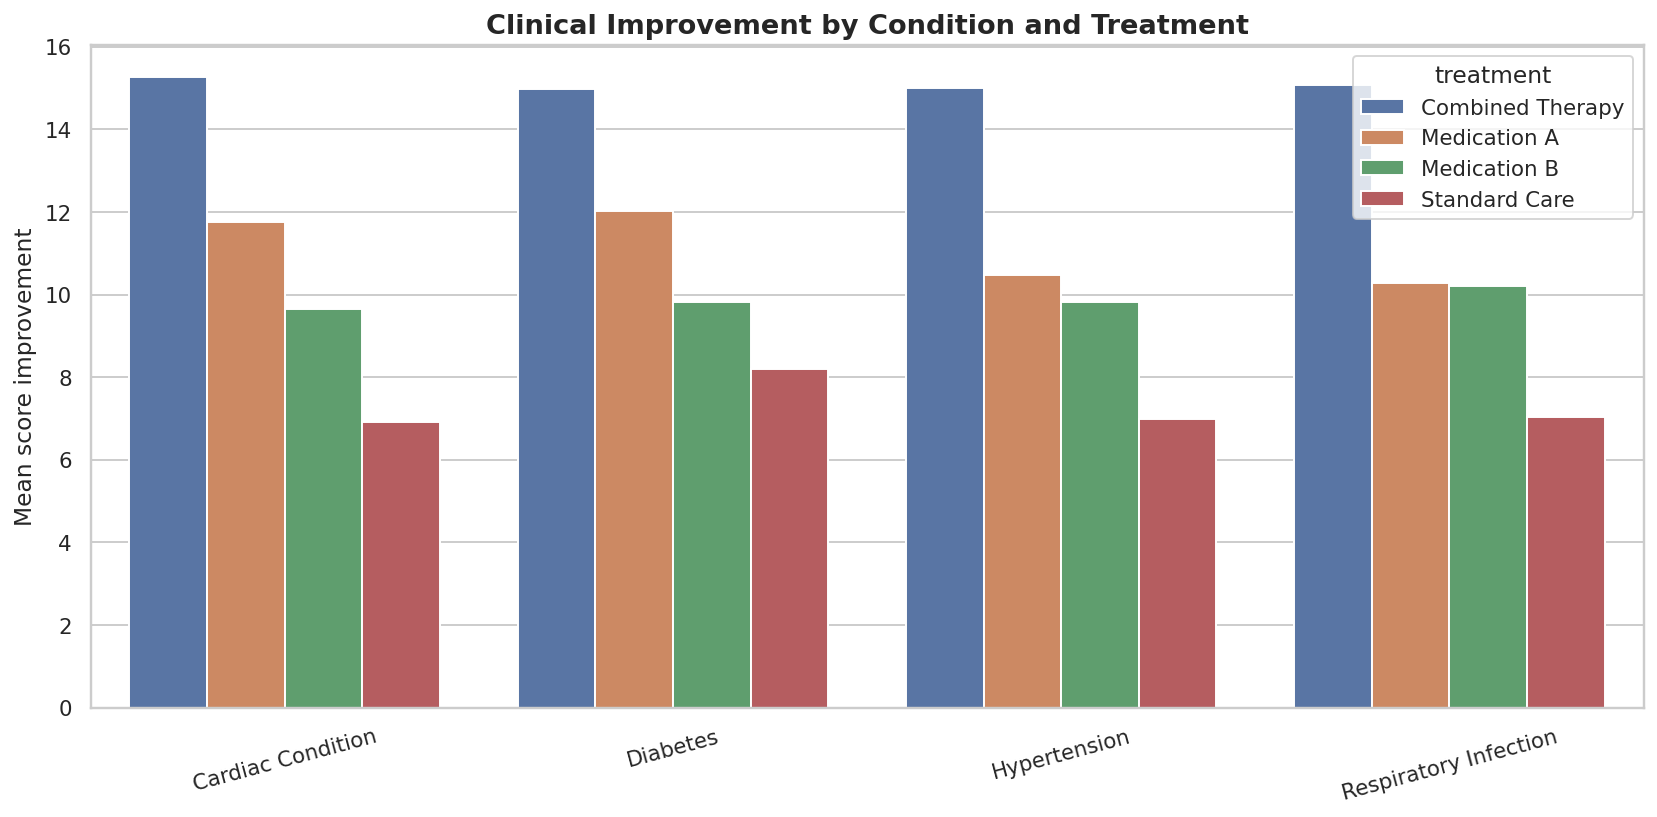 Clinical Improvement by Condition and Treatment
Mean score improvement
16
14
12
10
8
6
4
2
0
treatment
Combined Therapy
Medication A
Medication B
Standard Care
Cardiac Condition
Diabetes
Hypertension
Respiratory Infection